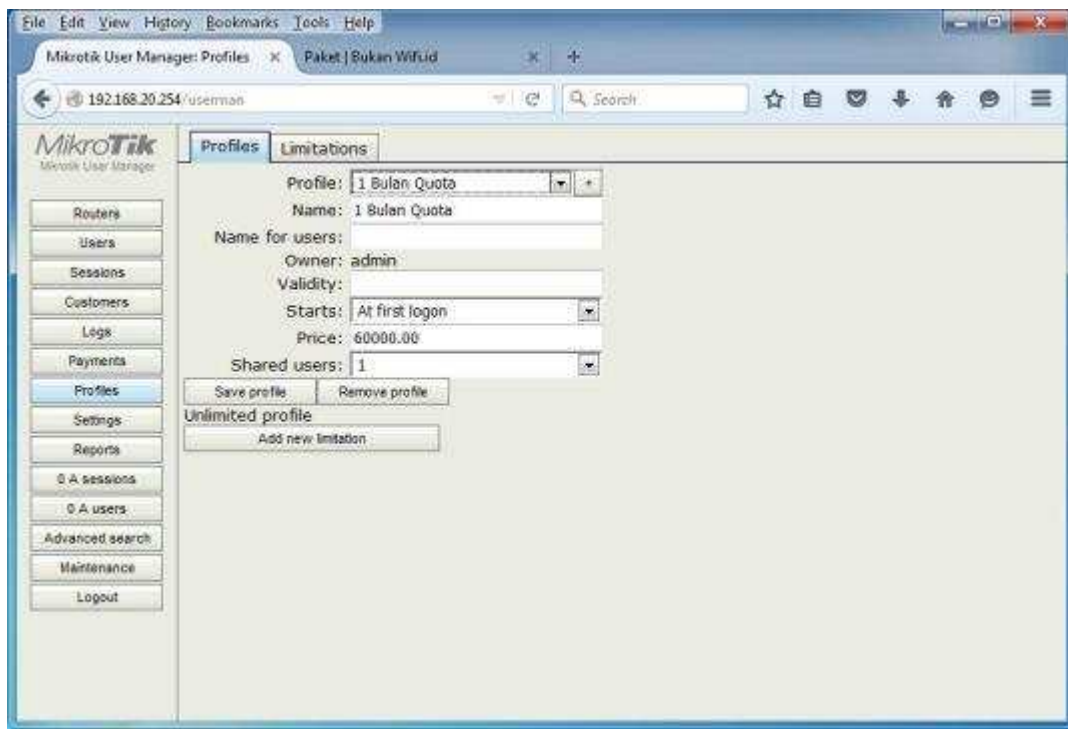 File Edit View History Bookmarks Tools Help
Mikrotik User Manager: Profiles
Paket | Bukan Wifi.id
192.168.20.254/userman
Search
MikroTik
Mikrotik User Manager
Routers
Users
Sessions
Customers
Logs
Payments
Profiles
Settings
Reports
0 A sessions
0 A users
Advanced search
Maintenance
Logout
Profiles Limitations
Profile: 1 Bulan Quota +
Name: 1 Bulan Quota
Name for users:
Owner: admin
Validity:
Starts: At first logon
Price: 60000.00
Shared users: 1
Save profile Remove profile
Unlimited profile
Add new limitation